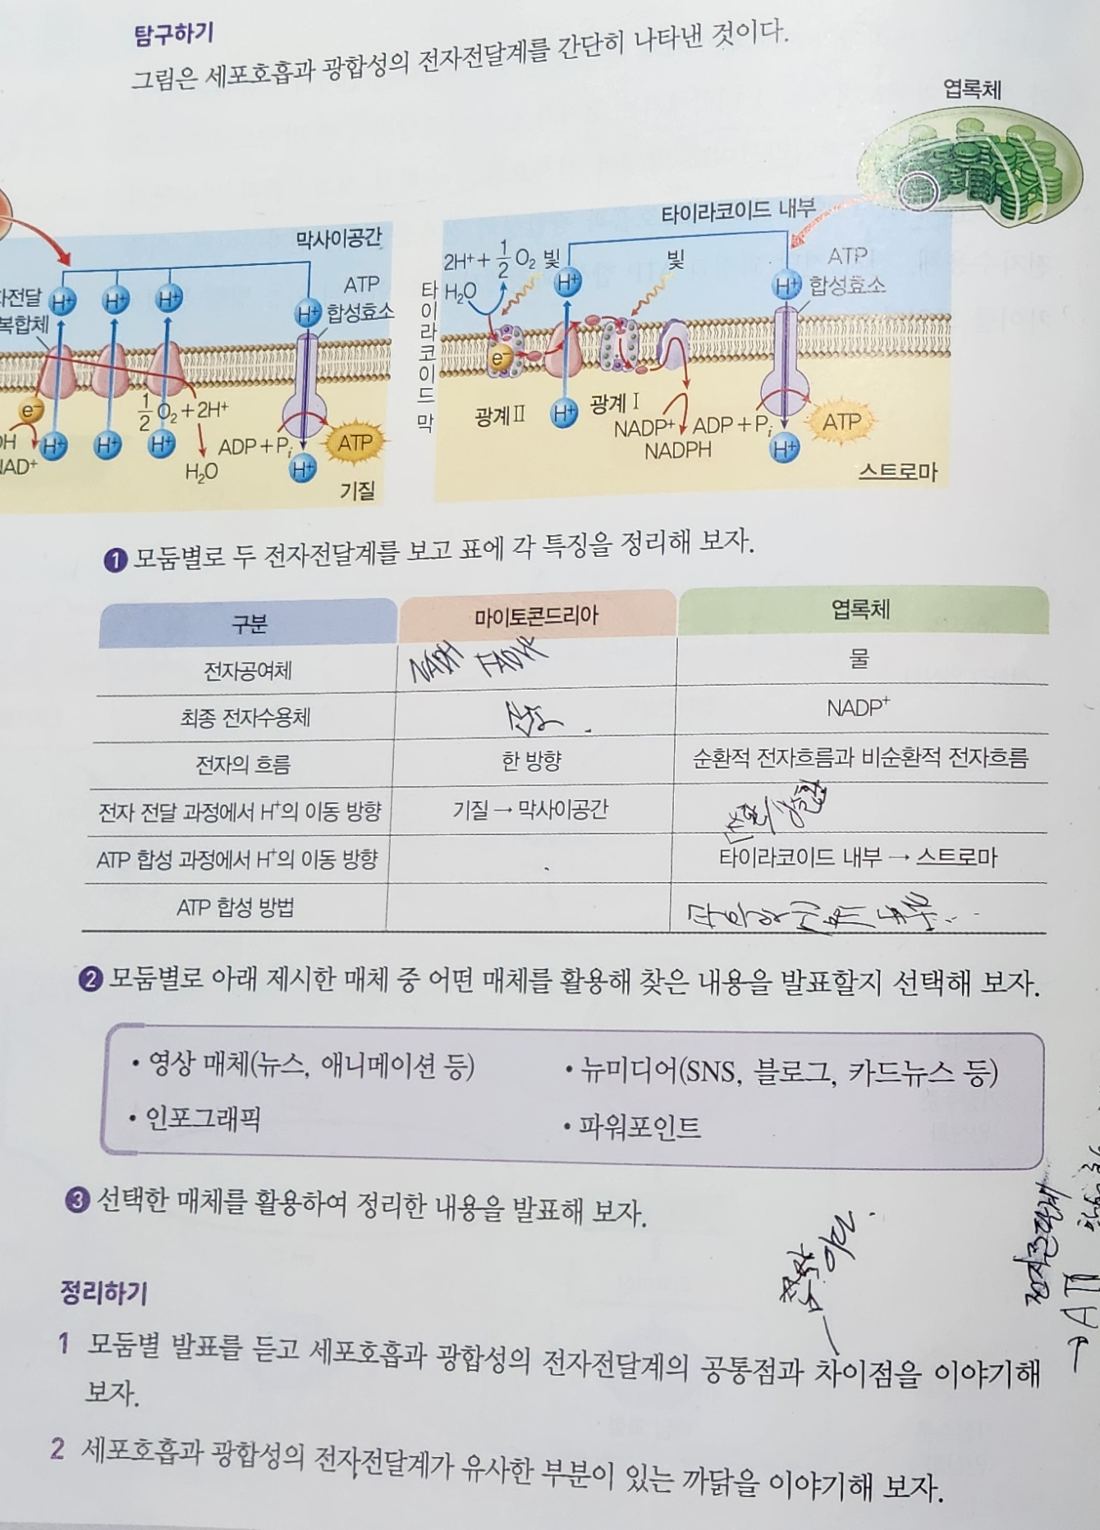 탐구하기
그림은 세포호흡과 광합성의 전자전달계를 간단히 나타낸 것이다.
엽록체
막사이공간
자전달
복합체
H+ H+ H+
H+
ATP
합성효소
e-
NAD+
H+ H+ H+
1/2 O2 + 2H+
H2O
ADP + Pi
ATP
H+
기질
타이라코이드 내부
2H+ + 1/2 O2
H2O
빛
빛
H+
H+
ATP
합성효소
타이라코이드 막
e-
광계Ⅱ
H+
광계Ⅰ
NADP+
NADPH
ADP + Pi
ATP
H+
스트로마
1 모둠별로 두 전자전달계를 보고 표에 각 특징을 정리해 보자.
구분 마이토콘드리아 엽록체
전자공여체 NADH FADH2 물
최종 전자수용체 산소 NADP+
전자의 흐름 한 방향 순환적 전자흐름과 비순환적 전자흐름
전자 전달 과정에서 H+의 이동 방향 기질 → 막사이공간
ATP 합성 과정에서 H+의 이동 방향 타이라코이드 내부 → 스트로마
ATP 합성 방법 타이라코이드 내부
2 모둠별로 아래 제시한 매체 중 어떤 매체를 활용해 찾은 내용을 발표할지 선택해 보자.
• 영상 매체(뉴스, 애니메이션 등) • 뉴미디어(SNS, 블로그, 카드뉴스 등)
• 인포그래픽 • 파워포인트
3 선택한 매체를 활용하여 정리한 내용을 발표해 보자.
전자전달계
정리하기
1 모둠별 발표를 듣고 세포호흡과 광합성의 전자전달계의 공통점과 차이점을 이야기해
보자.
2 세포호흡과 광합성의 전자전달계가 유사한 부분이 있는 까닭을 이야기해 보자.